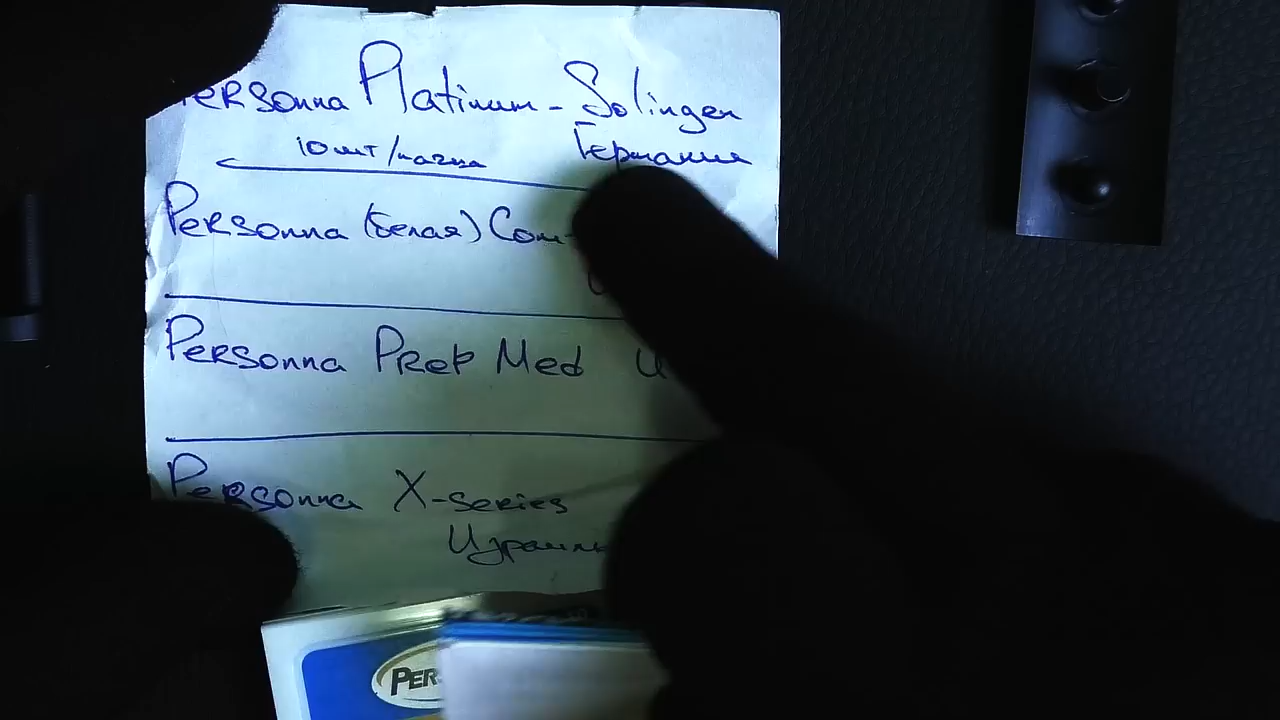 Personna Platinum - Solingen
10шт/пачка Германия
Personna (белая) Com
Personna Prep Med
Personna X-series
Израиль
PER